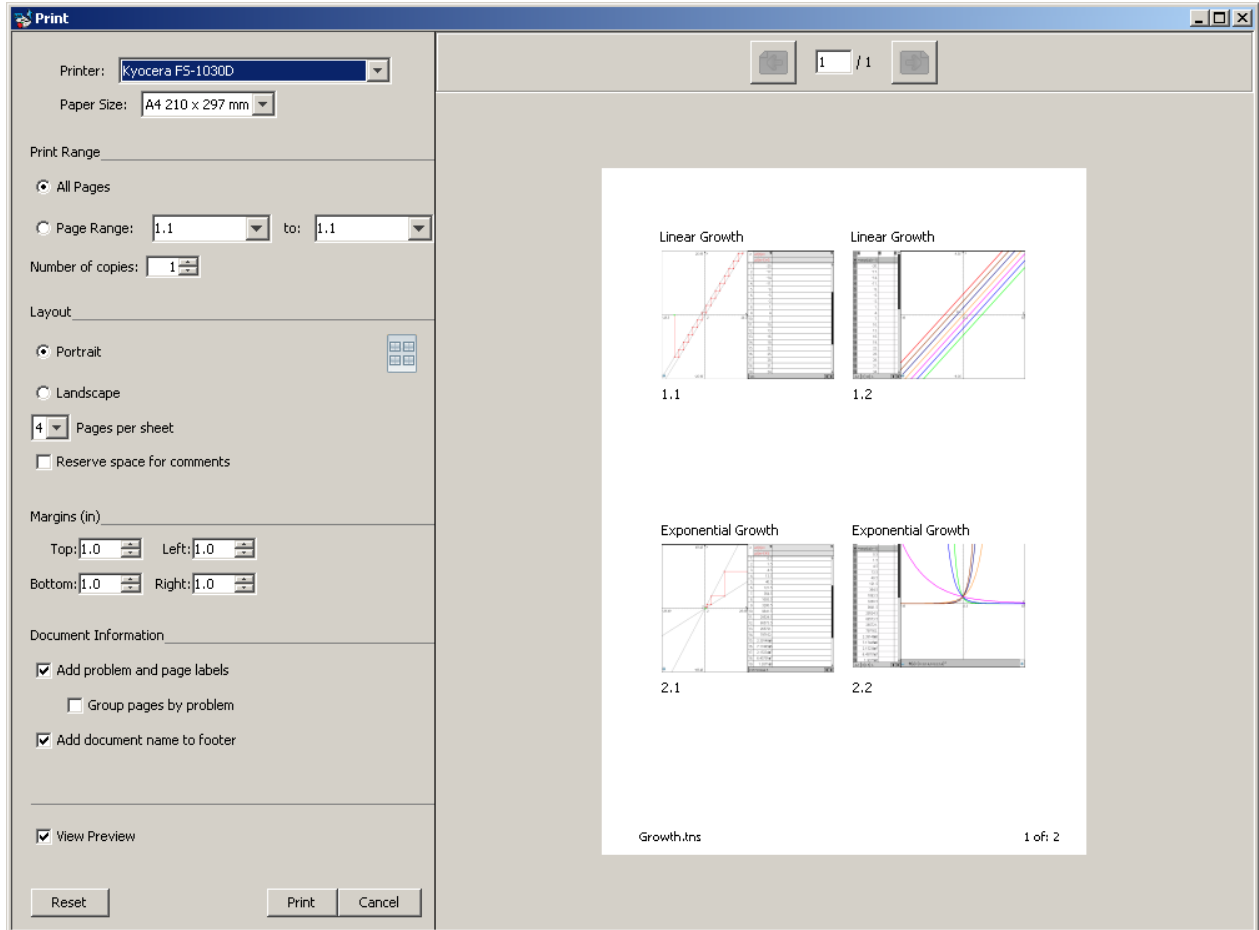 Print
Printer: Kyocera FS-1030D
Paper Size: A4 210 x 297 mm
Print Range
All Pages
Page Range: 1.1 to: 1.1
Number of copies: 1
Layout
Portrait
Landscape
4 Pages per sheet
Reserve space for comments
Margins (in)
Top: 1.0 Left: 1.0
Bottom: 1.0 Right: 1.0
Document Information
Add problem and page labels
Group pages by problem
Add document name to footer
View Preview
Reset Print Cancel
1 / 1
Linear Growth Linear Growth
1.1 1.2
Exponential Growth Exponential Growth
2.1 2.2
Growth.tns 1 of: 2